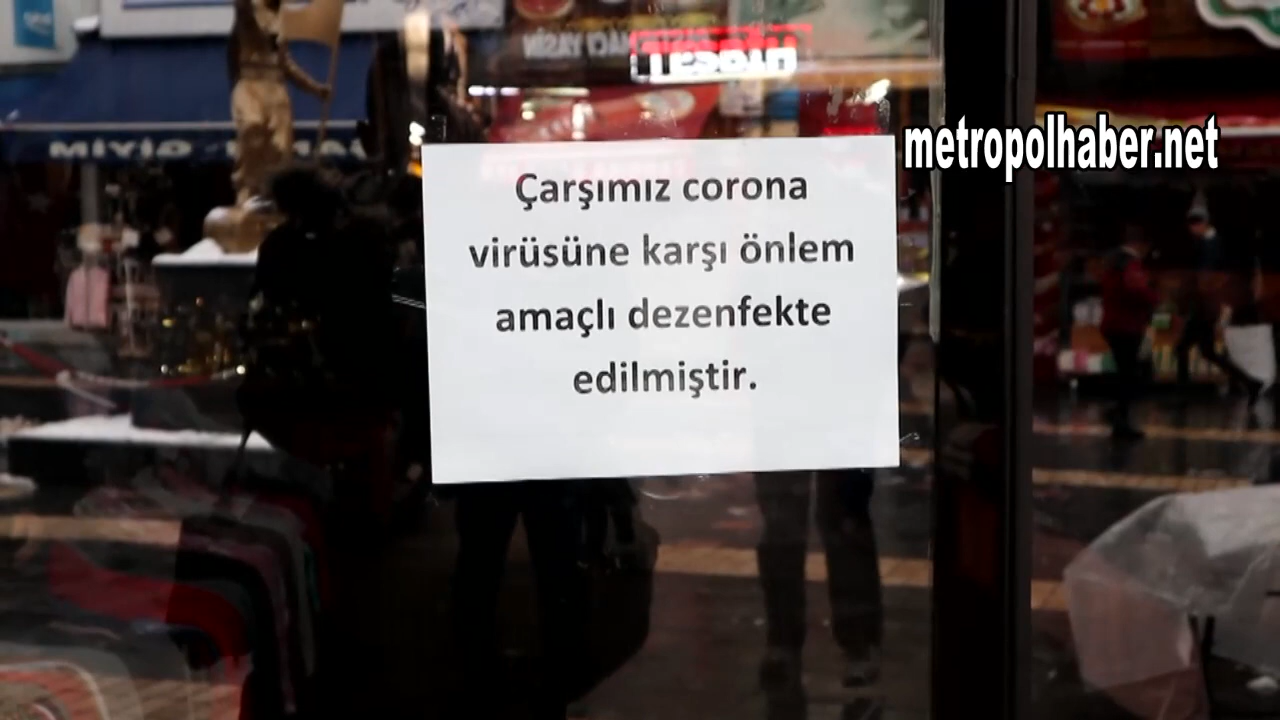 metropolhaber.net
Çarşımız corona
virüsüne karşı önlem
amaçlı dezenfekte
edilmiştir.